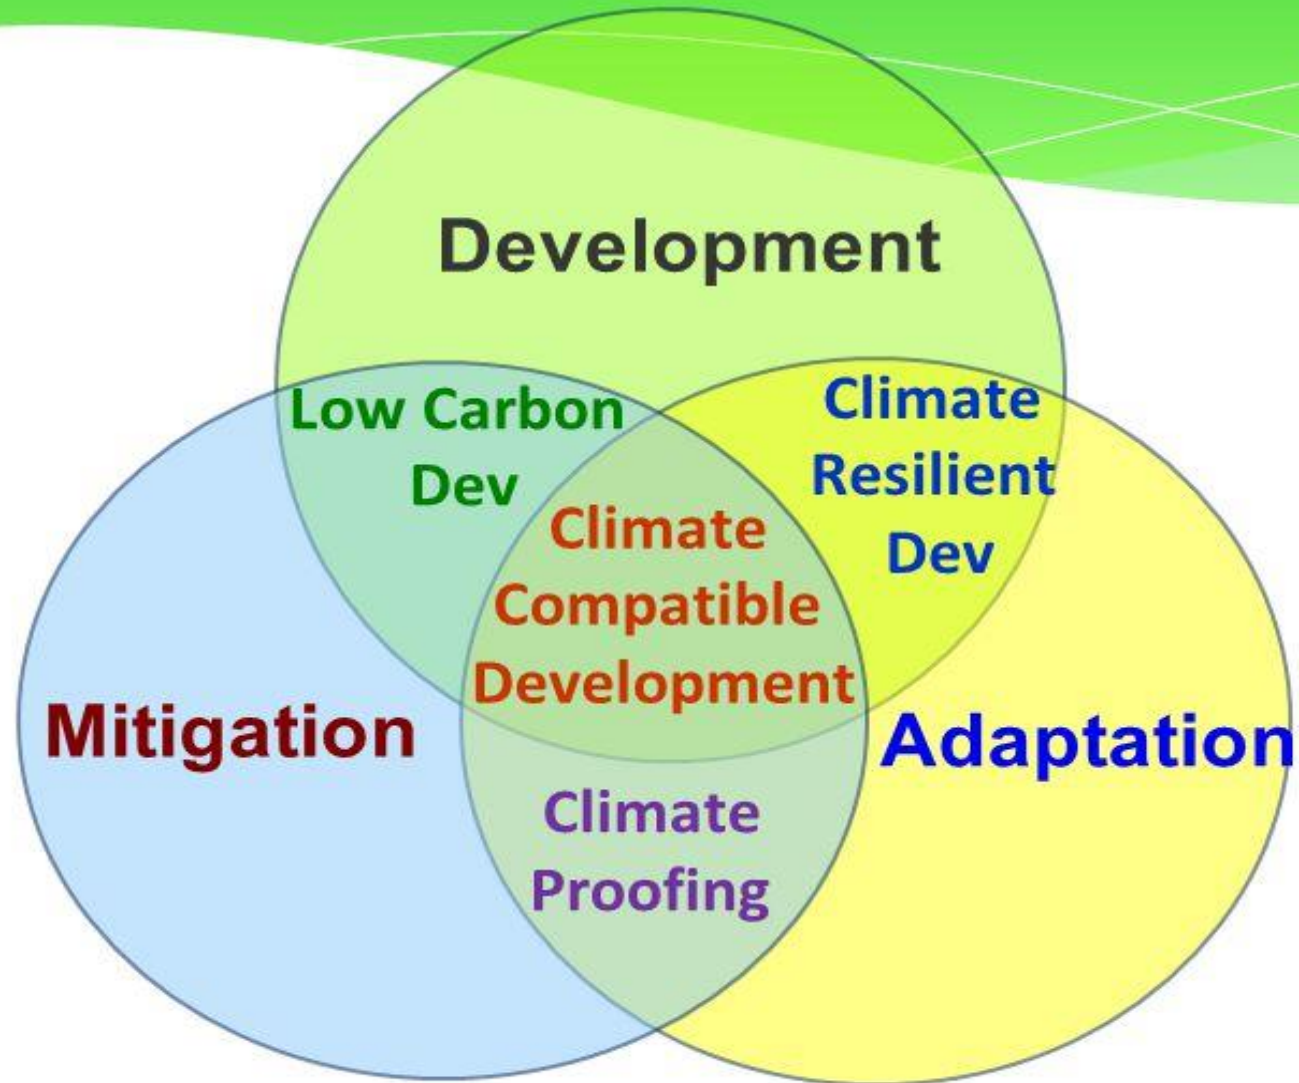 Development
Low Carbon
Dev
Climate
Resilient
Dev
Climate
Compatible
Development
Mitigation
Adaptation
Climate
Proofing